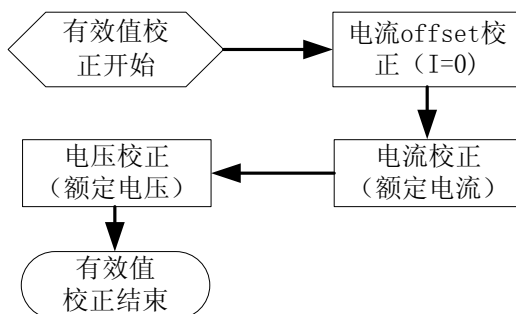 有效值校
正开始
电流offset校
正（I=0）
电流校正
（额定电流）
电压校正
（额定电压）
有效值
校正结束